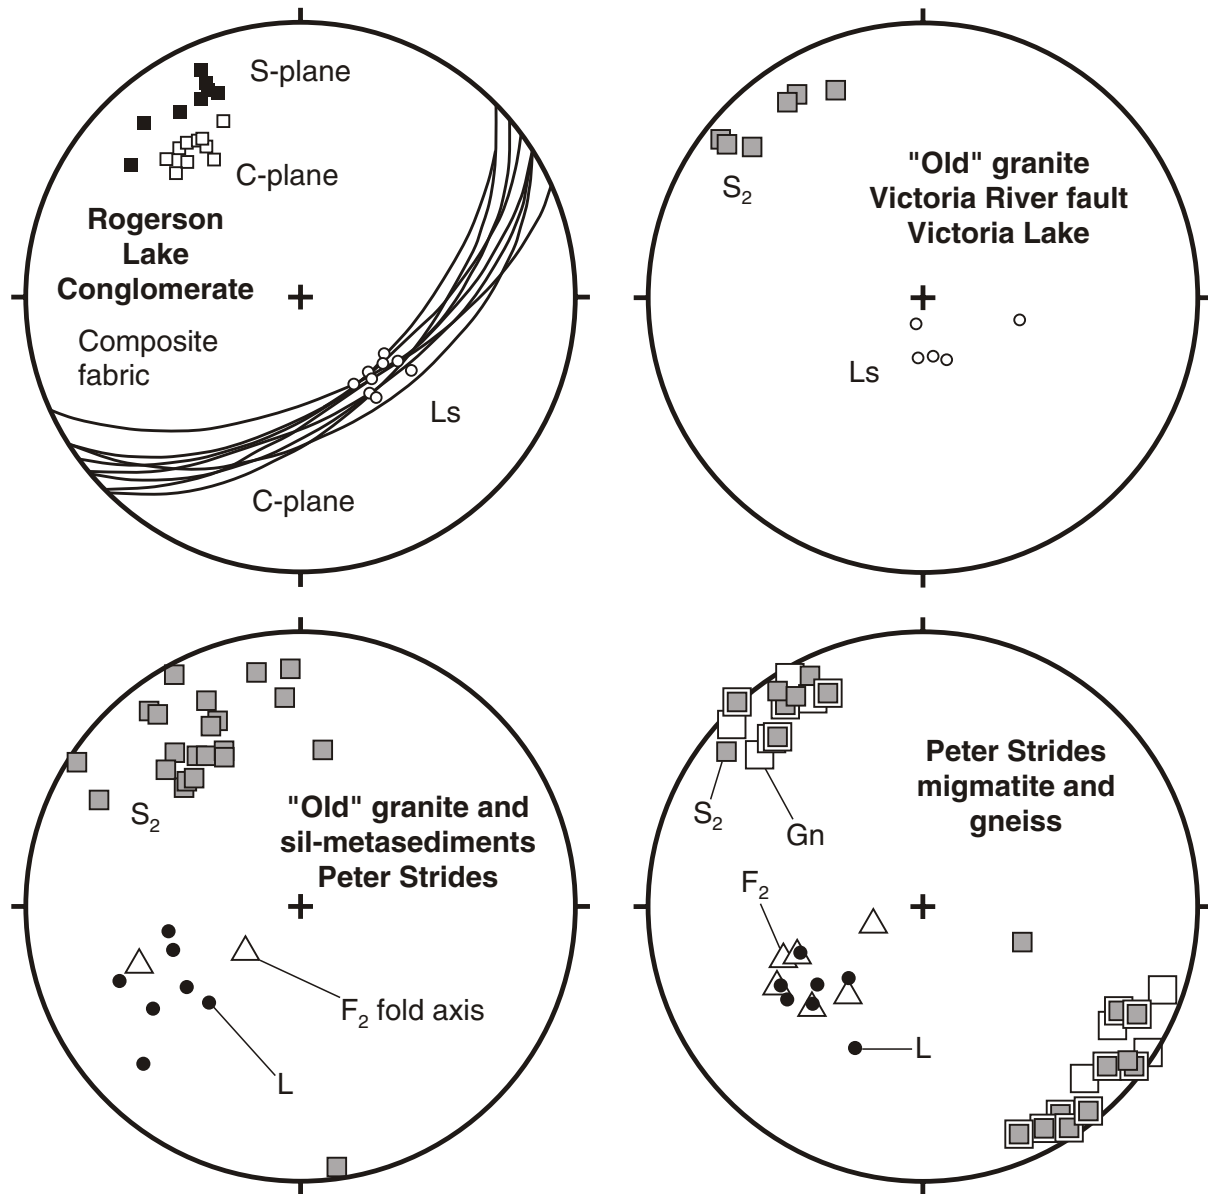 S-plane
C-plane
Rogerson
Lake
Conglomerate
Composite
fabric
Ls
C-plane
"Old" granite
Victoria River fault
Victoria Lake
S2
Ls
"Old" granite and
sil-metasediments
Peter Strides
S2
F2 fold axis
L
Peter Strides
migmatite and
gneiss
S2
Gn
F2
L